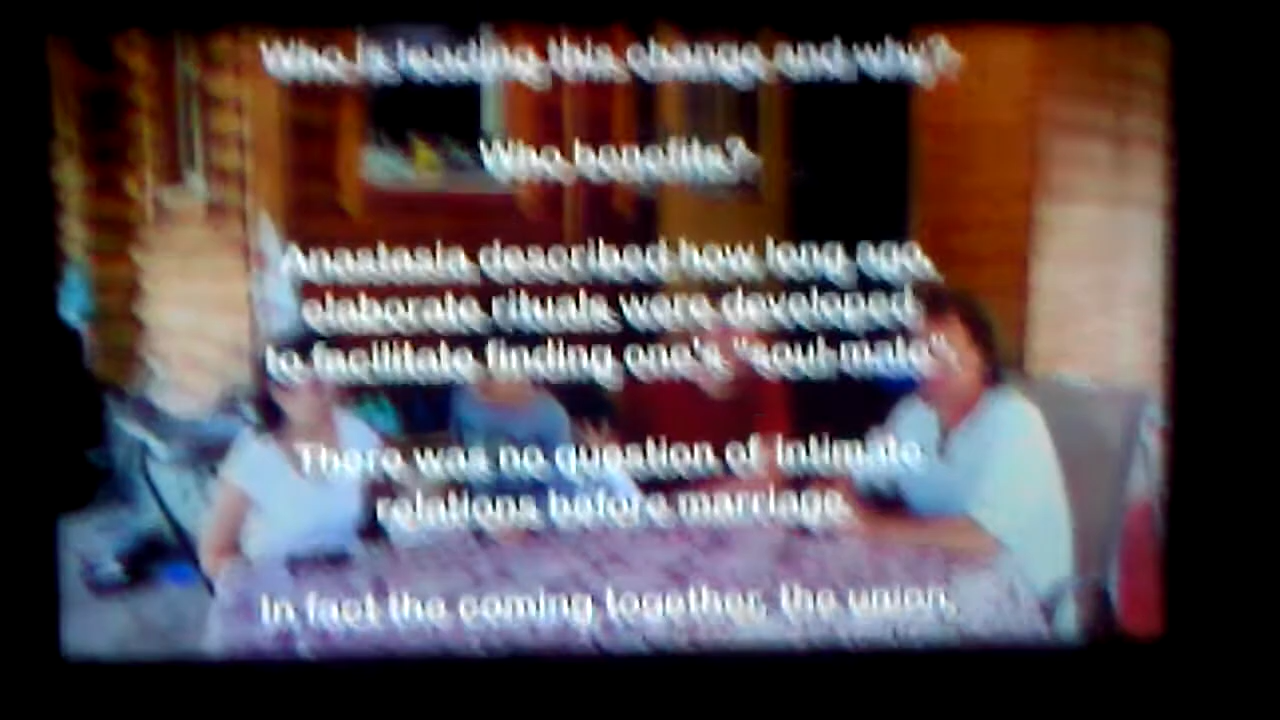 Who is leading this change and why?
Who benefits?
Anastasia described how long ago,
elaborate rituals were developed
to facilitate finding one's "soul-mate".
There was no question of intimate
relations before marriage.
In fact the coming together, the union,